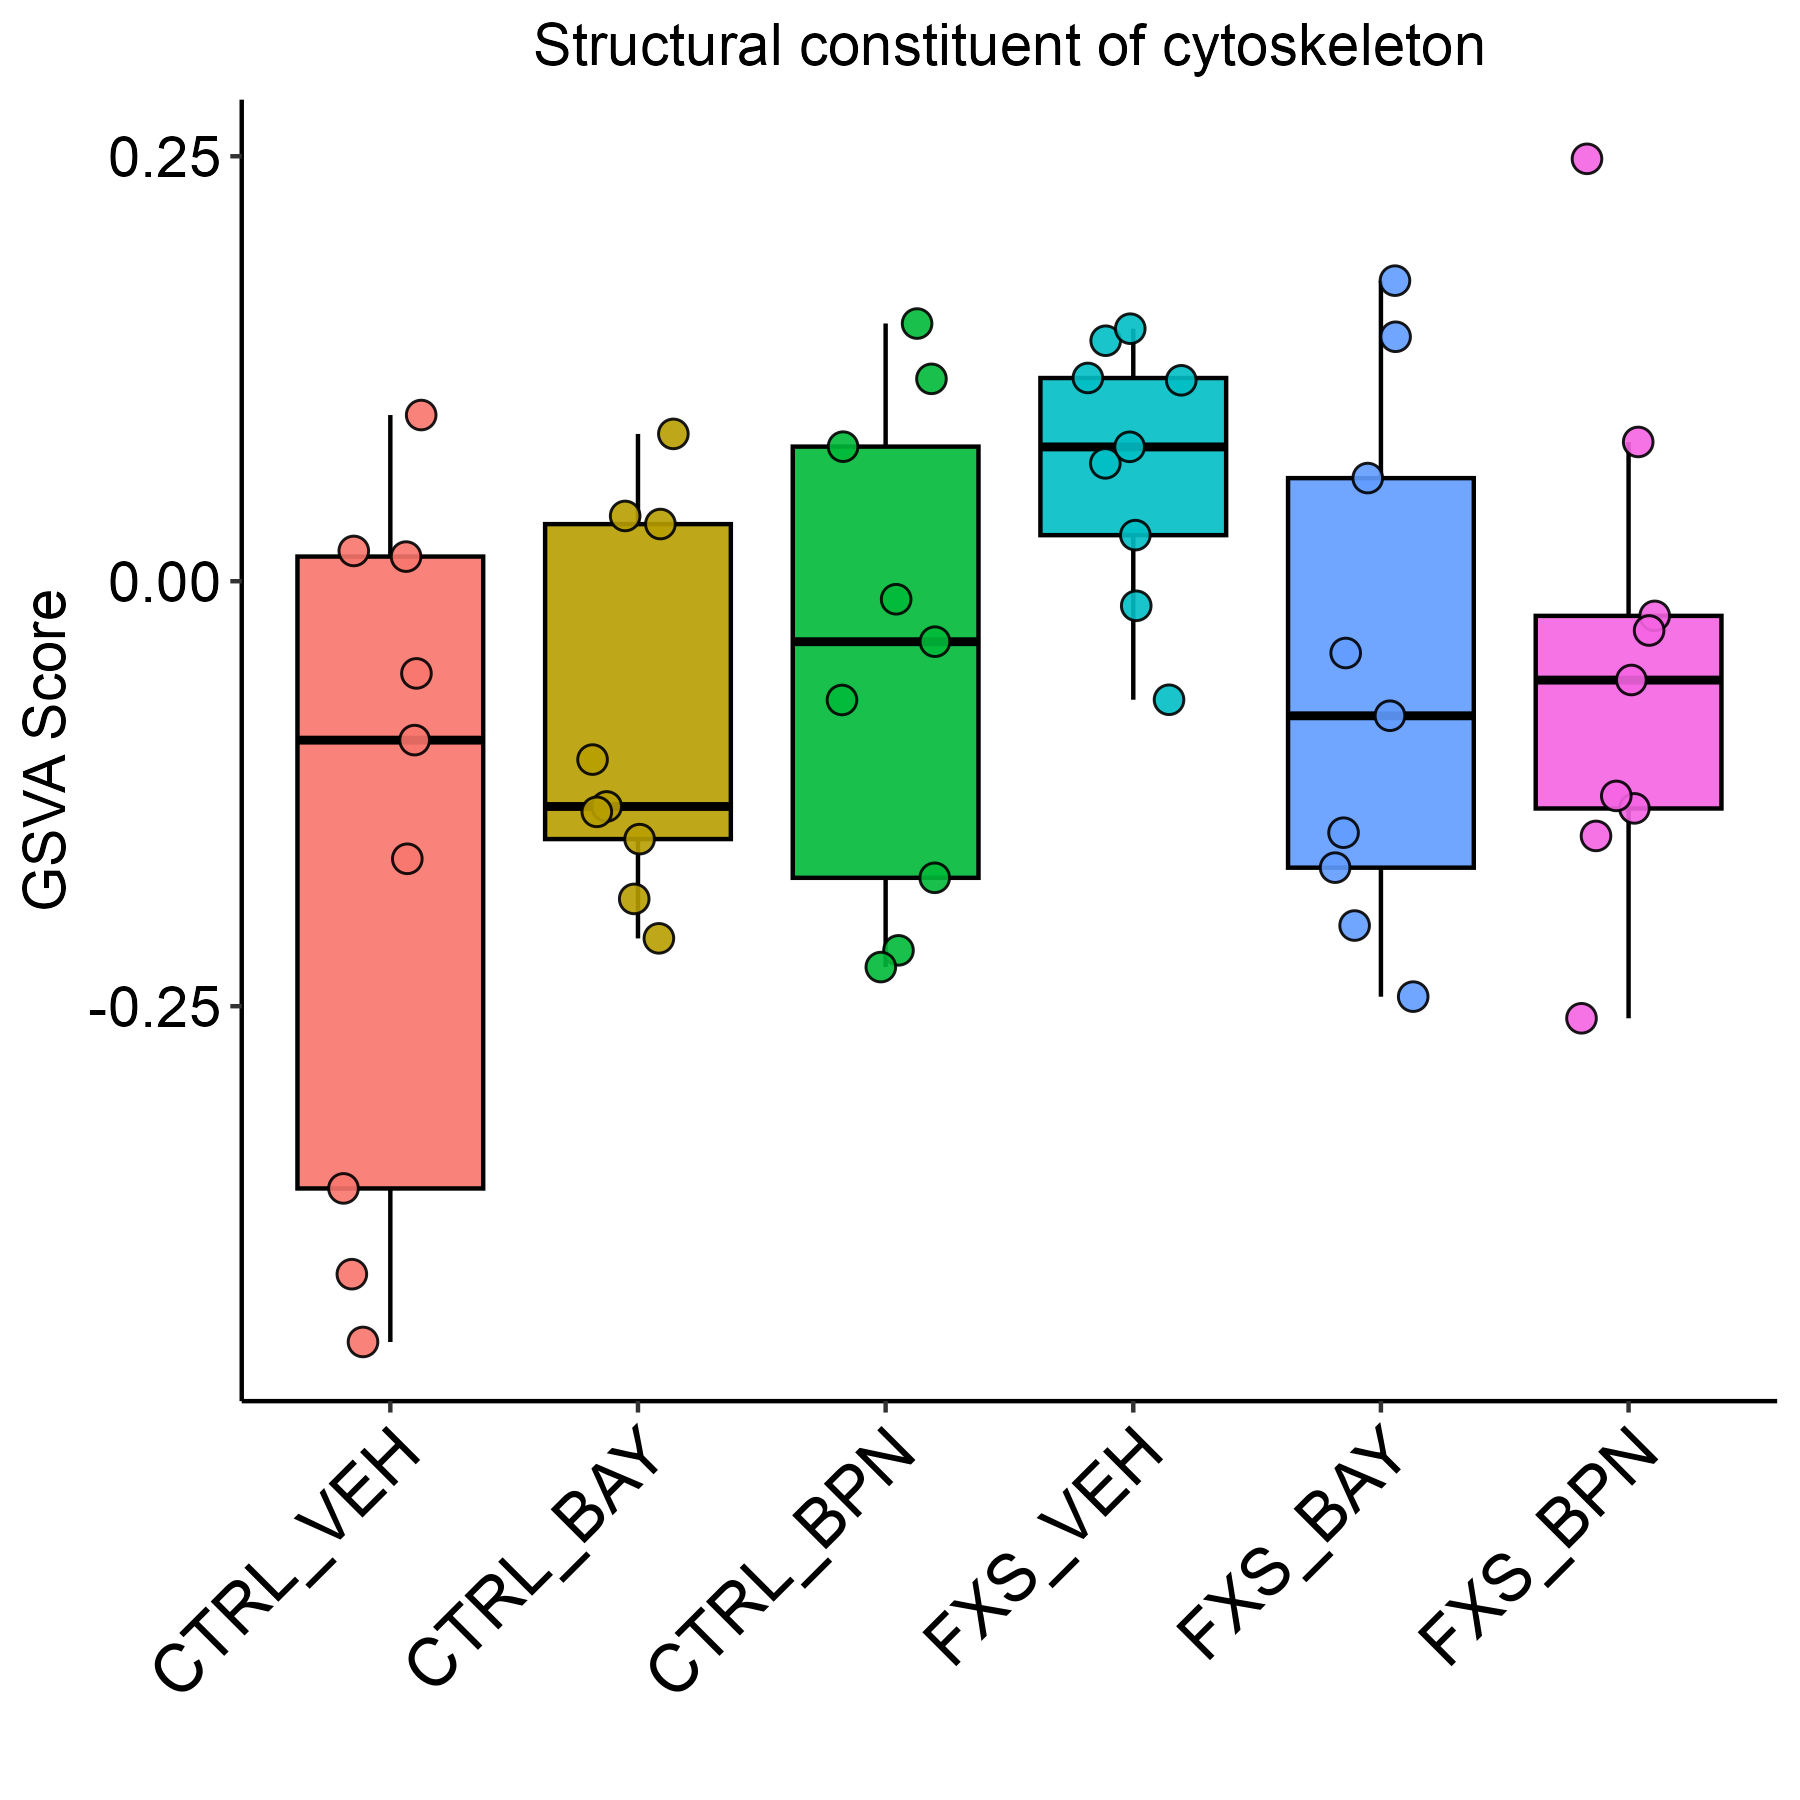 Structural constituent of cytoskeleton
GSVA Score
0.25
0.00
-0.25
CTRL_VEH
CTRL_BAY
CTRL_BPN
FXS_VEH
FXS_BAY
FXS_BPN